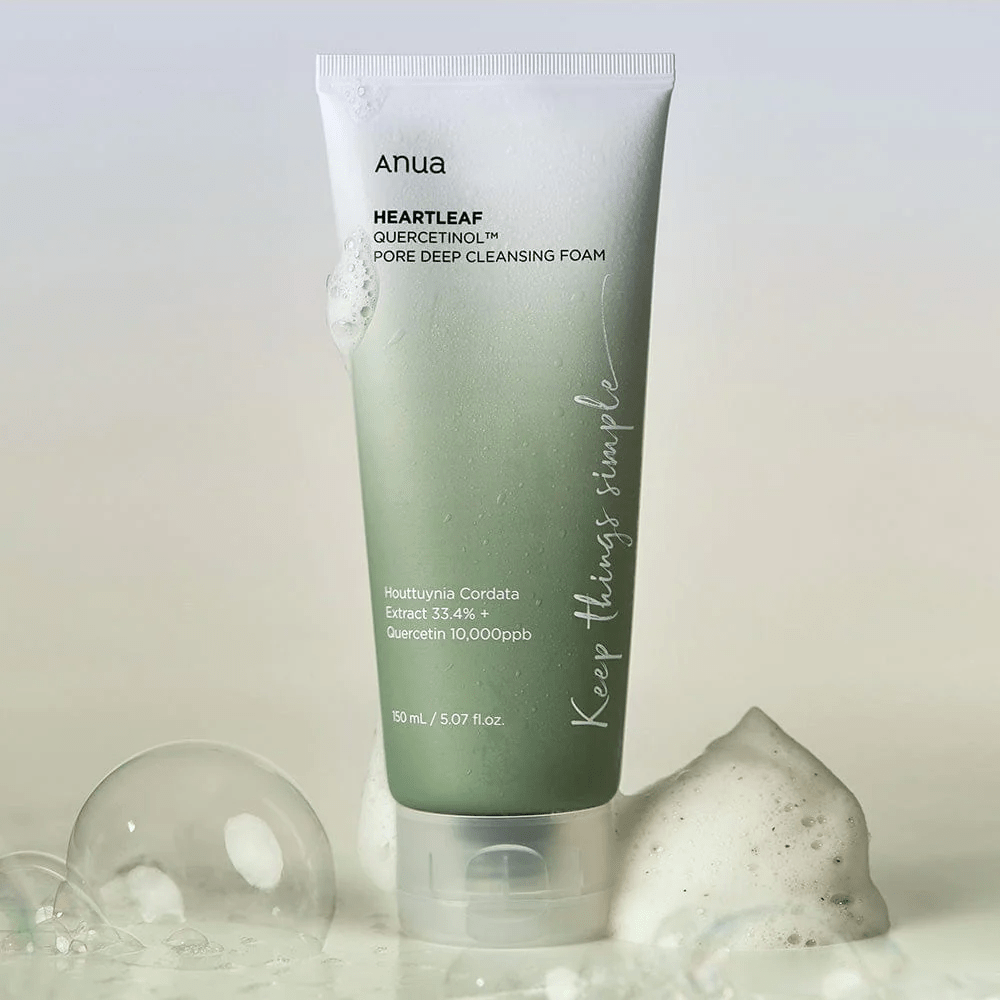 Anua
HEARTLEAF
QUERCETINOL™
PORE DEEP CLEANSING FOAM
Keep things simple
Houttuynia Cordata
Extract 33.4% +
Quercetin 10,000ppb
150 mL / 5.07 fl.oz.